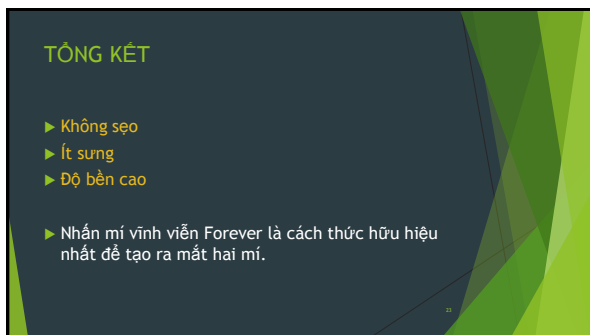 TỔNG KẾT
Không sẹo
Ít sưng
Độ bền cao
Nhấn mí vĩnh viễn Forever là cách thức hữu hiệu
nhất để tạo ra mắt hai mí.